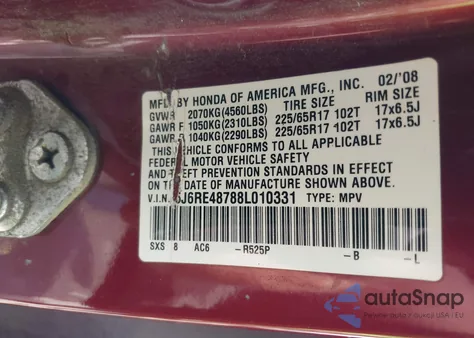 MFD BY HONDA OF AMERICA MFG., INC. 02/'08
GVWR 2070KG(4560LBS) TIRE SIZE RIM SIZE
GAWR F 1050KG(2310LBS) 225/65R17 102T 17x6.5J
GAWR R 1040KG(2290LBS) 225/65R17 102T 17x6.5J
THIS VEHICLE CONFORMS TO ALL APPLICABLE
FEDERAL MOTOR VEHICLE SAFETY
AND THEFT PREVENTION STANDARDS IN EFFECT
ON THE DATE OF MANUFACTURE SHOWN ABOVE.
V.I.N. 5J6RE48788L010331 TYPE: MPV
SXS 8 AC6 -R525P -B -L
autoSnap